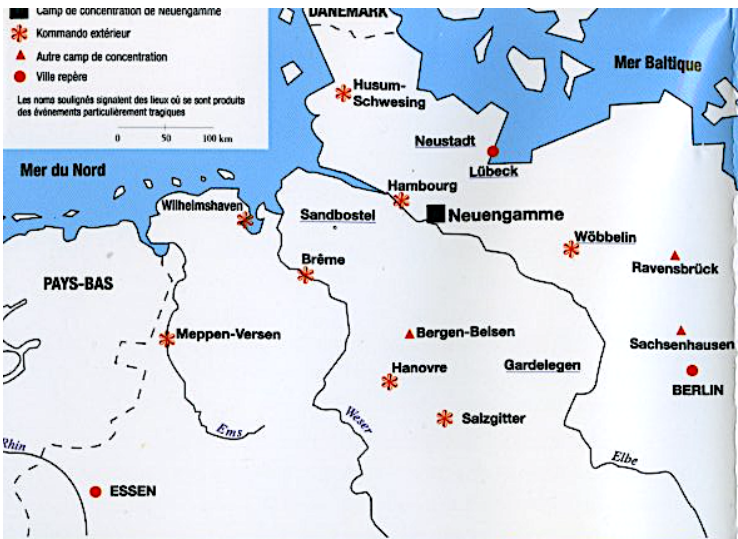 Camp de concentration de Neuengamme
Kommando extérieur
Autre camp de concentration
Ville repère
Les noms soulignés signalent des lieux où se sont produits
des événements particulièrement tragiques
0 50 100 km
DANEMARK
Mer Baltique
Husum-
Schwesing
Neustadt
Lübeck
Mer du Nord
Hambourg
Wilhelmshaven
Sandbostel
Neuengamme
Wöbbelin
Brême
Ravensbrück
PAYS-BAS
Meppen-Versen
Bergen-Belsen
Sachsenhausen
Hanovre
Gardelegen
BERLIN
Weser
Salzgitter
Ems
Rhin
Elbe
ESSEN